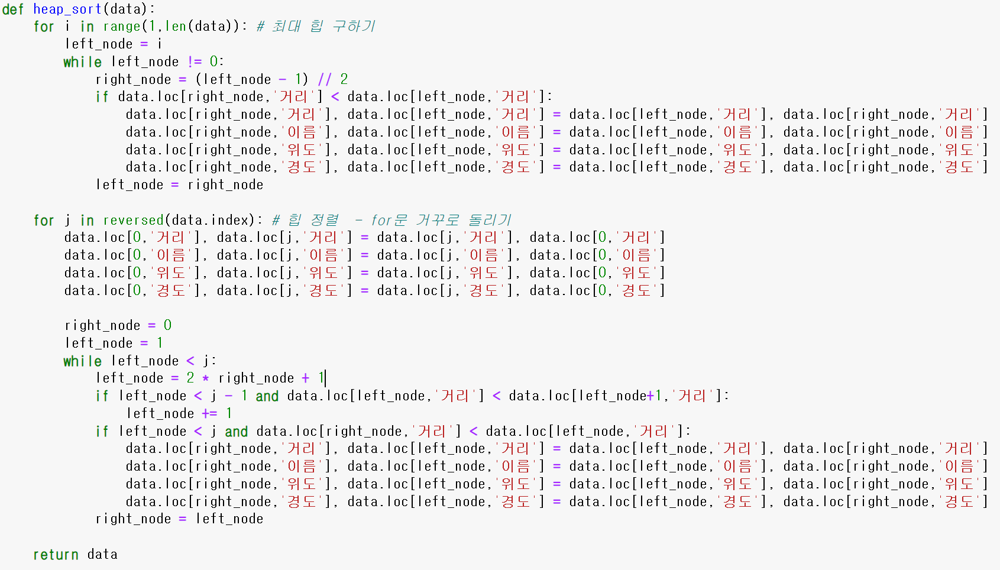 def heap_sort(data):
    for i in range(1,len(data)): # 최대 힙 구하기
        left_node = i
        while left_node != 0:
            right_node = (left_node - 1) // 2
            if data.loc[right_node,'거리'] < data.loc[left_node,'거리']:
                data.loc[right_node,'거리'], data.loc[left_node,'거리'] = data.loc[left_node,'거리'], data.loc[right_node,'거리']
                data.loc[right_node,'이름'], data.loc[left_node,'이름'] = data.loc[left_node,'이름'], data.loc[right_node,'이름']
                data.loc[right_node,'위도'], data.loc[left_node,'위도'] = data.loc[left_node,'위도'], data.loc[right_node,'위도']
                data.loc[right_node,'경도'], data.loc[left_node,'경도'] = data.loc[left_node,'경도'], data.loc[right_node,'경도']
            left_node = right_node

    for j in reversed(data.index): # 힙 정렬  - for문 거꾸로 돌리기
        data.loc[0,'거리'], data.loc[j,'거리'] = data.loc[j,'거리'], data.loc[0,'거리']
        data.loc[0,'이름'], data.loc[j,'이름'] = data.loc[j,'이름'], data.loc[0,'이름']
        data.loc[0,'위도'], data.loc[j,'위도'] = data.loc[j,'위도'], data.loc[0,'위도']
        data.loc[0,'경도'], data.loc[j,'경도'] = data.loc[j,'경도'], data.loc[0,'경도']

        right_node = 0
        left_node = 1
        while left_node < j:
            left_node = 2 * right_node + 1
            if left_node < j - 1 and data.loc[left_node,'거리'] < data.loc[left_node+1,'거리']:
                left_node += 1
            if left_node < j and data.loc[right_node,'거리'] < data.loc[left_node,'거리']:
                data.loc[right_node,'거리'], data.loc[left_node,'거리'] = data.loc[left_node,'거리'], data.loc[right_node,'거리']
                data.loc[right_node,'이름'], data.loc[left_node,'이름'] = data.loc[left_node,'이름'], data.loc[right_node,'이름']
                data.loc[right_node,'위도'], data.loc[left_node,'위도'] = data.loc[left_node,'위도'], data.loc[right_node,'위도']
                data.loc[right_node,'경도'], data.loc[left_node,'경도'] = data.loc[left_node,'경도'], data.loc[right_node,'경도']
            right_node = left_node

    return data